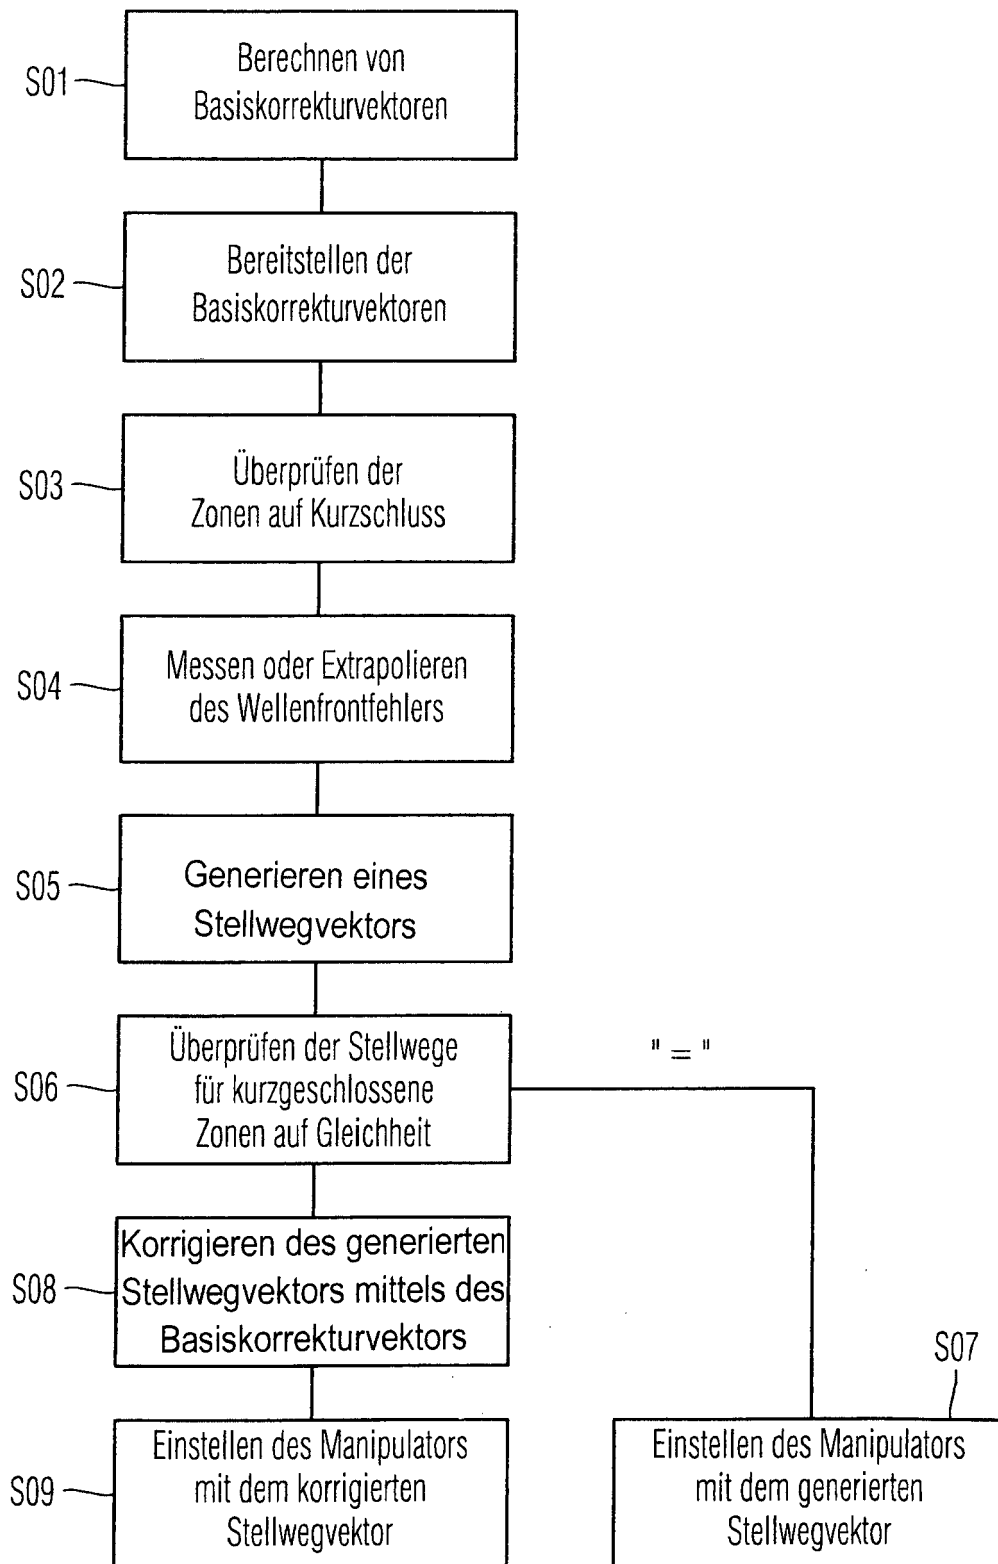 S01
Berechnen von
Basiskorrekturvektoren
S02
Bereitstellen der
Basiskorrekturvektoren
S03
Überprüfen der
Zonen auf Kurzschluss
S04
Messen oder Extrapolieren
des Wellenfrontfehlers
S05
Generieren eines
Stellwegvektors
S06
Überprüfen der Stellwege
für kurzgeschlossene
Zonen auf Gleichheit
" = "
S08
Korrigieren des generierten
Stellwegvektors mittels des
Basiskorrekturvektors
S07
S09
Einstellen des Manipulators
mit dem korrigierten
Stellwegvektor
Einstellen des Manipulators
mit dem generierten
Stellwegvektor